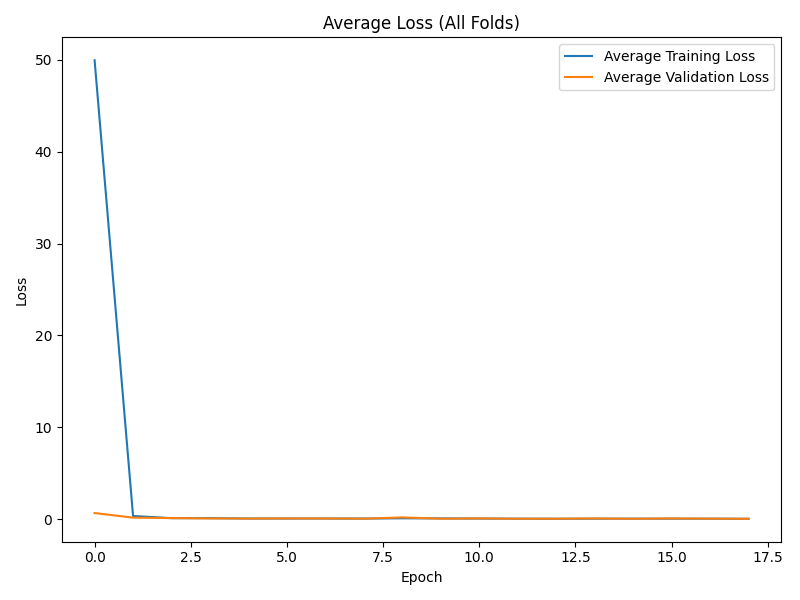 Average Loss (All Folds)
Average Training Loss
Average Validation Loss
50
40
30
20
10
0
Loss
0.0 2.5 5.0 7.5 10.0 12.5 15.0 17.5
Epoch